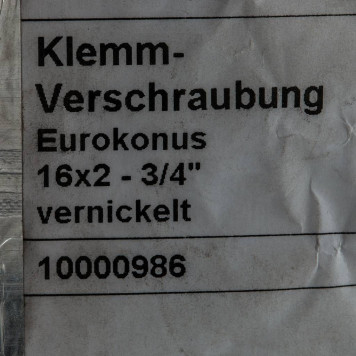 Klemm-
Verschraubung
Eurokonus
16x2 - 3/4"
vernickelt
10000986